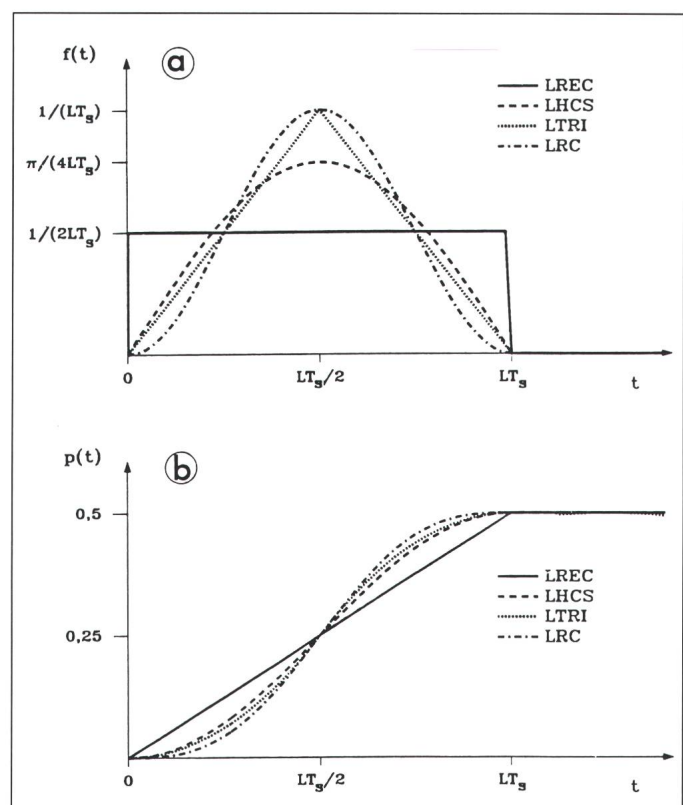 f(t)
a
LREC
LHCS
LTRI
LRC
1/(LTs)
π/(4LTs)
1/(2LTs)
0
LTs/2
LTs
t
p(t)
b
0,5
LREC
LHCS
LTRI
LRC
0,25
0
LTs/2
LTs
t